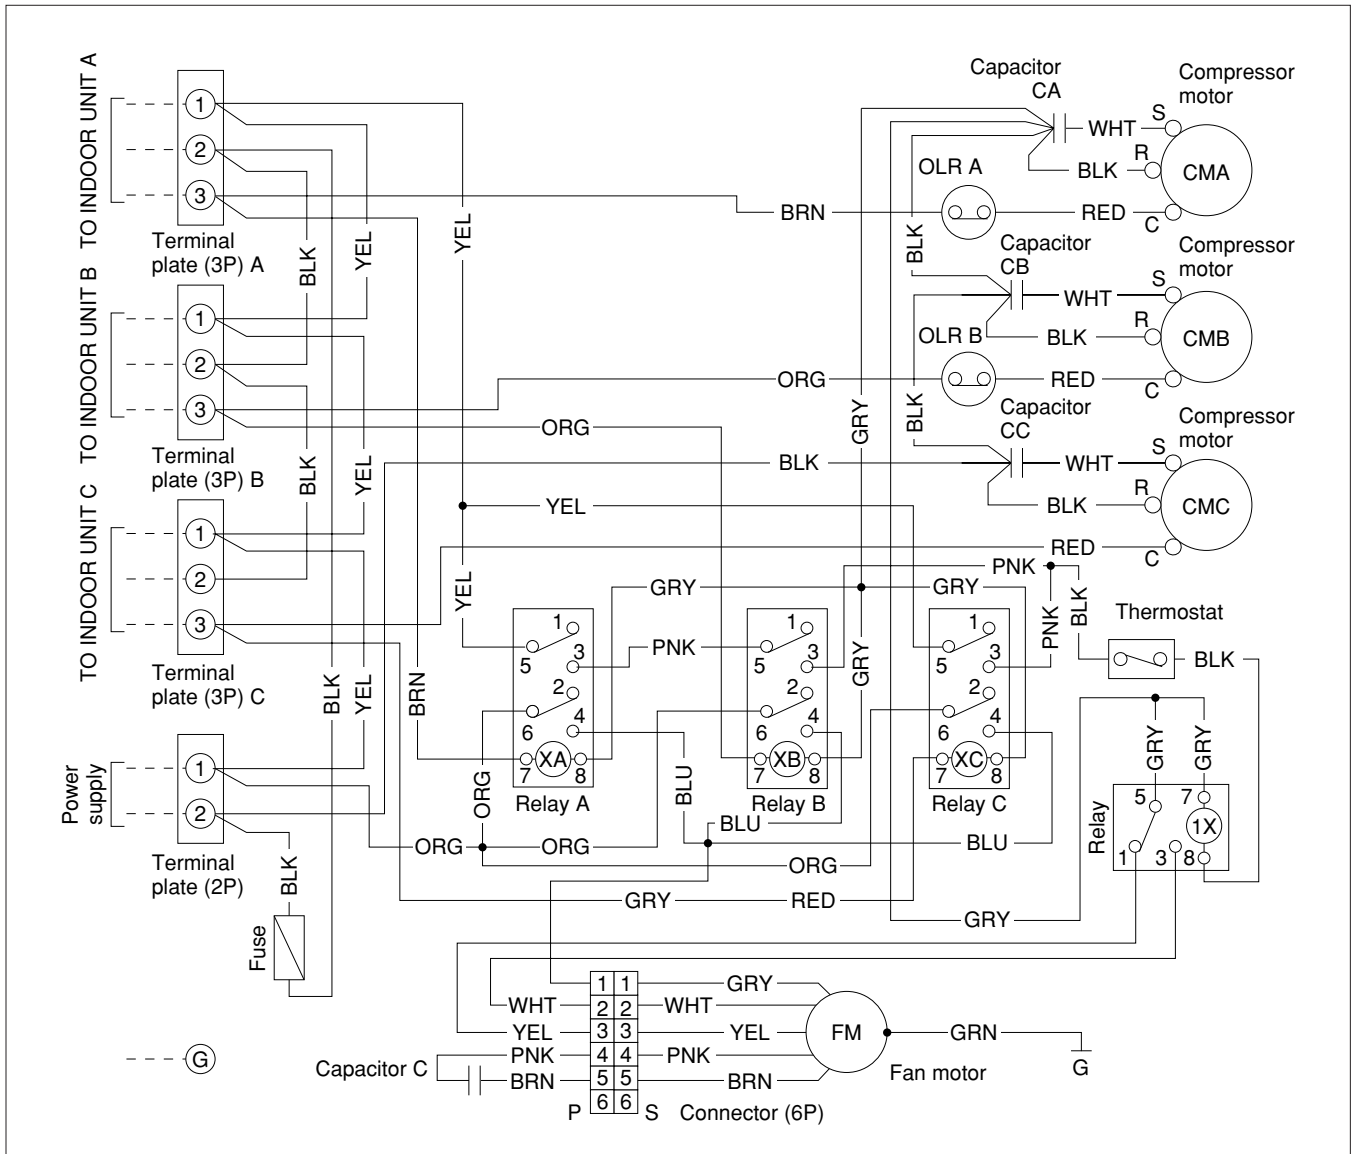 TO INDOOR UNIT A
1
2
3
Terminal
plate (3P) A
TO INDOOR UNIT B
1
2
3
Terminal
plate (3P) B
TO INDOOR UNIT C
1
2
3
Terminal
plate (3P) C
Power
supply
1
2
Terminal
plate (2P)
Fuse
G
BLK
YEL
BLK
YEL
BLK
YEL
BLK
BRN
YEL
YEL
BRN
ORG
ORG
BLK
YEL
RED
Capacitor
CA
WHT
S
R
BLK
C
RED
Compressor
motor
CMA
OLR A
BLK
Capacitor
CB
WHT
S
R
BLK
C
RED
Compressor
motor
CMB
OLR B
GRY
BLK
Capacitor
CC
WHT
S
R
BLK
C
Compressor
motor
CMC
GRY
GRY
PNK
PNK
BLK
Thermostat
BLK
1
5
3
2
6
4
7
XA
8
Relay A
PNK
1
5
3
2
6
4
7
XB
8
Relay B
GRY
1
5
3
2
6
4
7
XC
8
Relay C
ORG
BLU
BLU
BLU
ORG
ORG
ORG
GRY
RED
GRY
GRY
GRY
Relay
5
7
1X
1
3
8
WHT
YEL
PNK
BRN
Capacitor C
1 1
2 2
3 3
4 4
5 5
6 6
P
S
Connector (6P)
GRY
WHT
YEL
PNK
BRN
FM
Fan motor
GRN
G